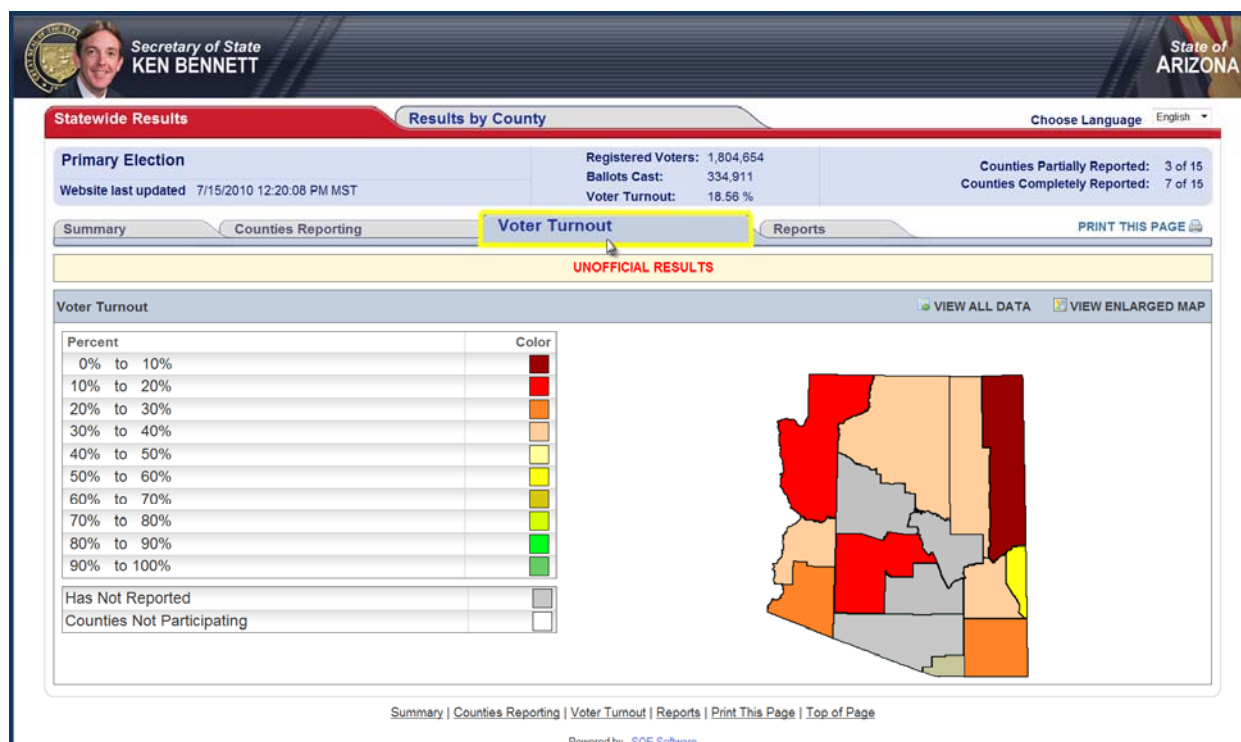 Secretary of State
KEN BENNETT
State of
ARIZONA
Statewide Results
Results by County
Choose Language English
Primary Election
Website last updated 7/15/2010 12:20:08 PM MST
Registered Voters: 1,804,654
Ballots Cast: 334,911
Voter Turnout: 18.56 %
Counties Partially Reported: 3 of 15
Counties Completely Reported: 7 of 15
Summary
Counties Reporting
Voter Turnout
Reports
PRINT THIS PAGE
UNOFFICIAL RESULTS
Voter Turnout
VIEW ALL DATA
VIEW ENLARGED MAP
Percent Color
0% to 10%
10% to 20%
20% to 30%
30% to 40%
40% to 50%
50% to 60%
60% to 70%
70% to 80%
80% to 90%
90% to 100%
Has Not Reported
Counties Not Participating
Summary | Counties Reporting | Voter Turnout | Reports | Print This Page | Top of Page
Powered by SOE Software